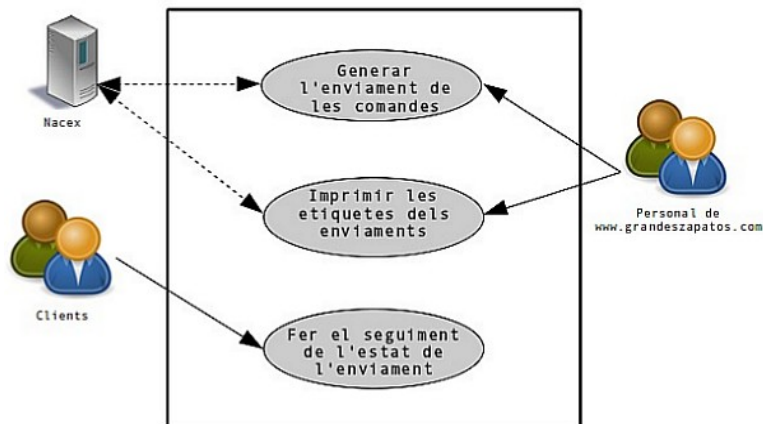 Generar
l'enviament de
les comandes
Nacex
Imprimir les
etiquetes dels
enviaments
Personal de
www.grandeszapatos.com
Clients
Fer el seguiment
de l'estat de
l'enviament